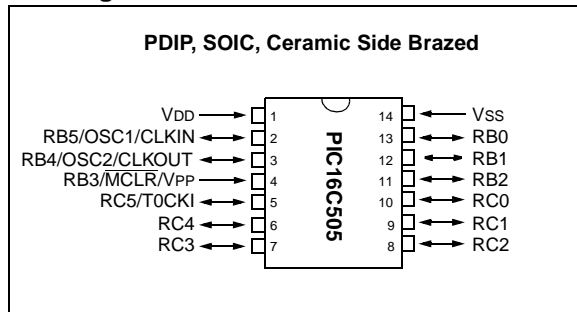 PDIP, SOIC, Ceramic Side Brazed
VDD 1 14 VSS
RB5/OSC1/CLKIN 2 13 RB0
RB4/OSC2/CLKOUT 3 12 RB1
RB3/MCLR/VPP 4 11 RB2
RC5/T0CKI 5 10 RC0
RC4 6 9 RC1
RC3 7 8 RC2
PIC16C505